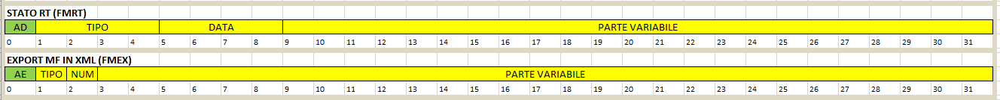 STATO RT (FMRT)
AD TIPO DATA PARTE VARIABILE
0 1 2 3 4 5 6 7 8 9 10 11 12 13 14 15 16 17 18 19 20 21 22 23 24 25 26 27 28 29 30 31
EXPORT MF IN XML (FMEX)
AE TIPO NUM PARTE VARIABILE
0 1 2 3 4 5 6 7 8 9 10 11 12 13 14 15 16 17 18 19 20 21 22 23 24 25 26 27 28 29 30 31